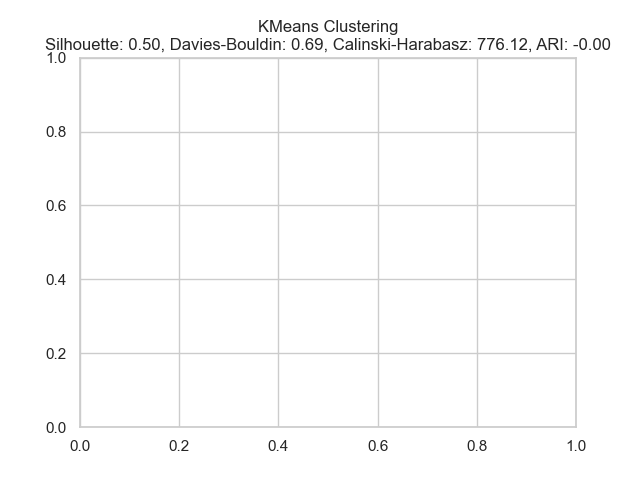 KMeans Clustering
Silhouette: 0.50, Davies-Bouldin: 0.69, Calinski-Harabasz: 776.12, ARI: -0.00
1.0
0.8
0.6
0.4
0.2
0.0
0.0 0.2 0.4 0.6 0.8 1.0